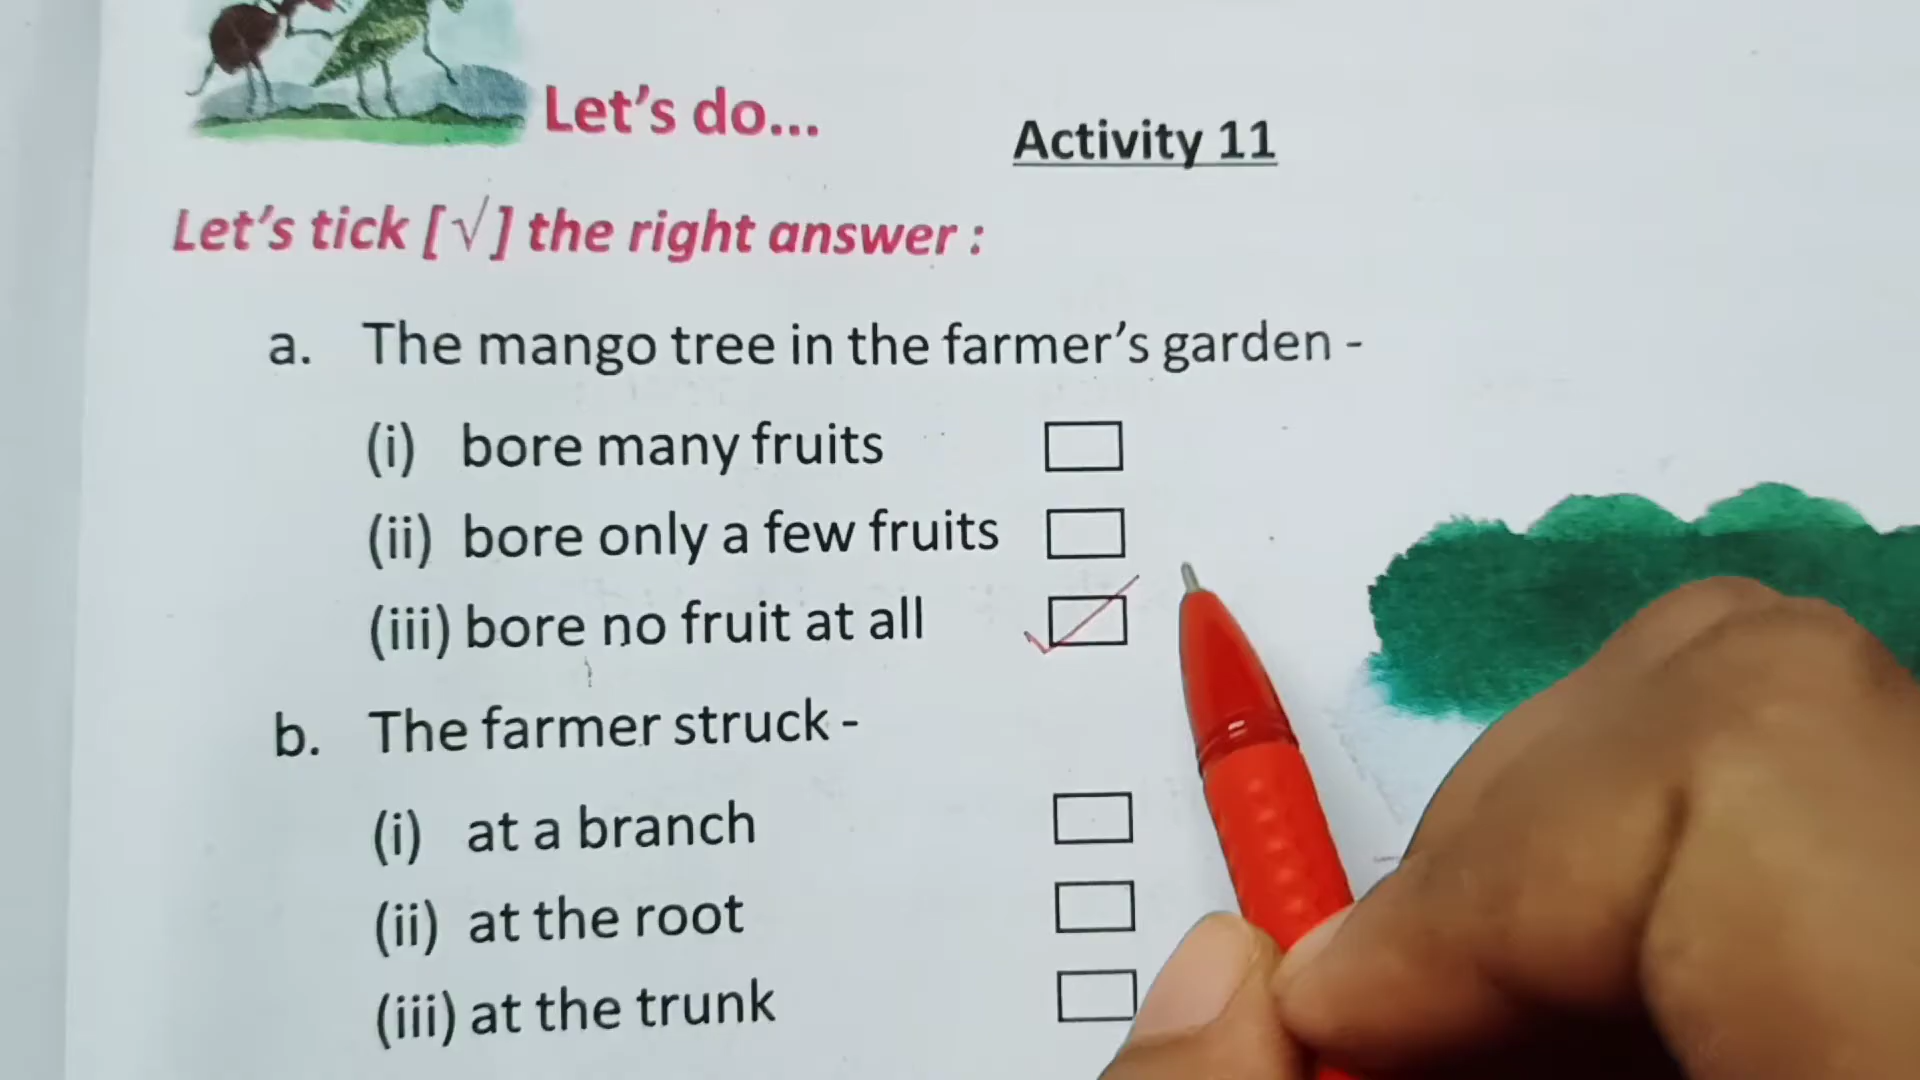 Let's do...
Activity 11
Let's tick [√] the right answer :
a. The mango tree in the farmer's garden -
(i) bore many fruits
(ii) bore only a few fruits
(iii) bore no fruit at all
b. The farmer struck -
(i) at a branch
(ii) at the root
(iii) at the trunk